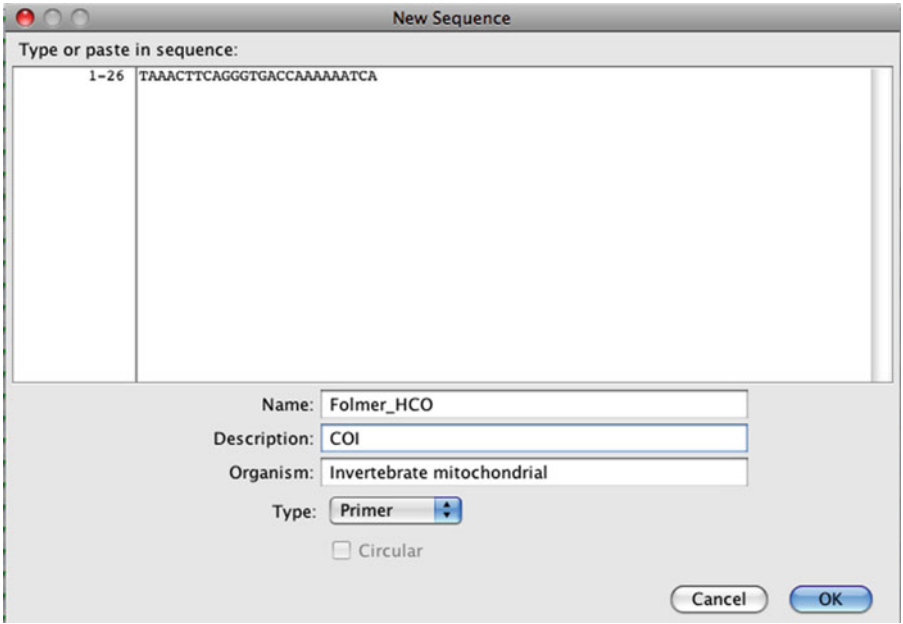 New Sequence
Type or paste in sequence:
1-26 TAAACTTCAGGGTGACCAAAAAATCA
Name: Folmer_HCO
Description: COI
Organism: Invertebrate mitochondrial
Type: Primer
Circular
Cancel OK